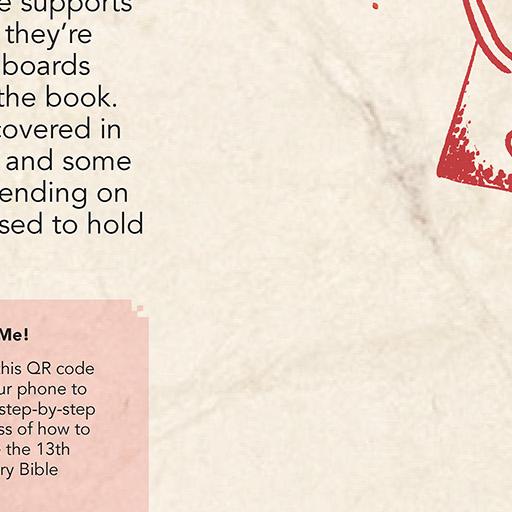 e supports
they're
boards
the book.
covered in
and some
ending on
sed to hold
Me!
this QR code
ur phone to
step-by-step
ss of how to
the 13th
ry Bible